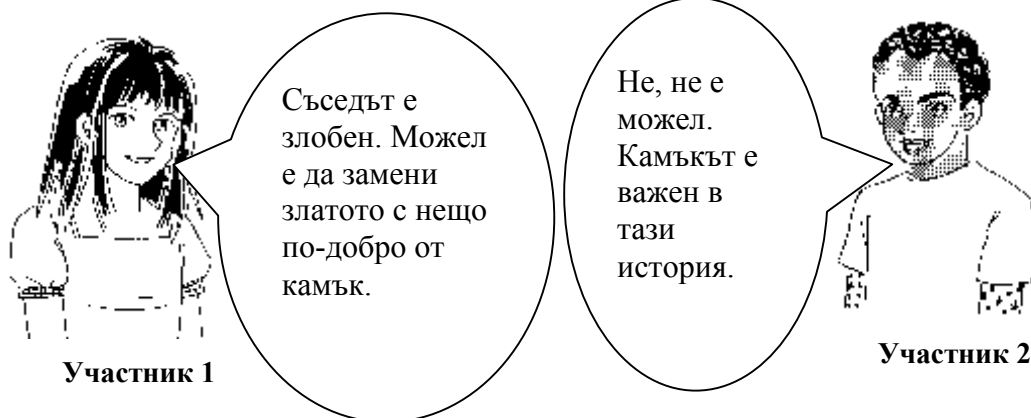 Съседът е
злобен. Можел
е да замени
златото с нещо
по-добро от
камък.
Не, не е
можел.
Камъкът е
важен в
тази
история.
Участник 1
Участник 2